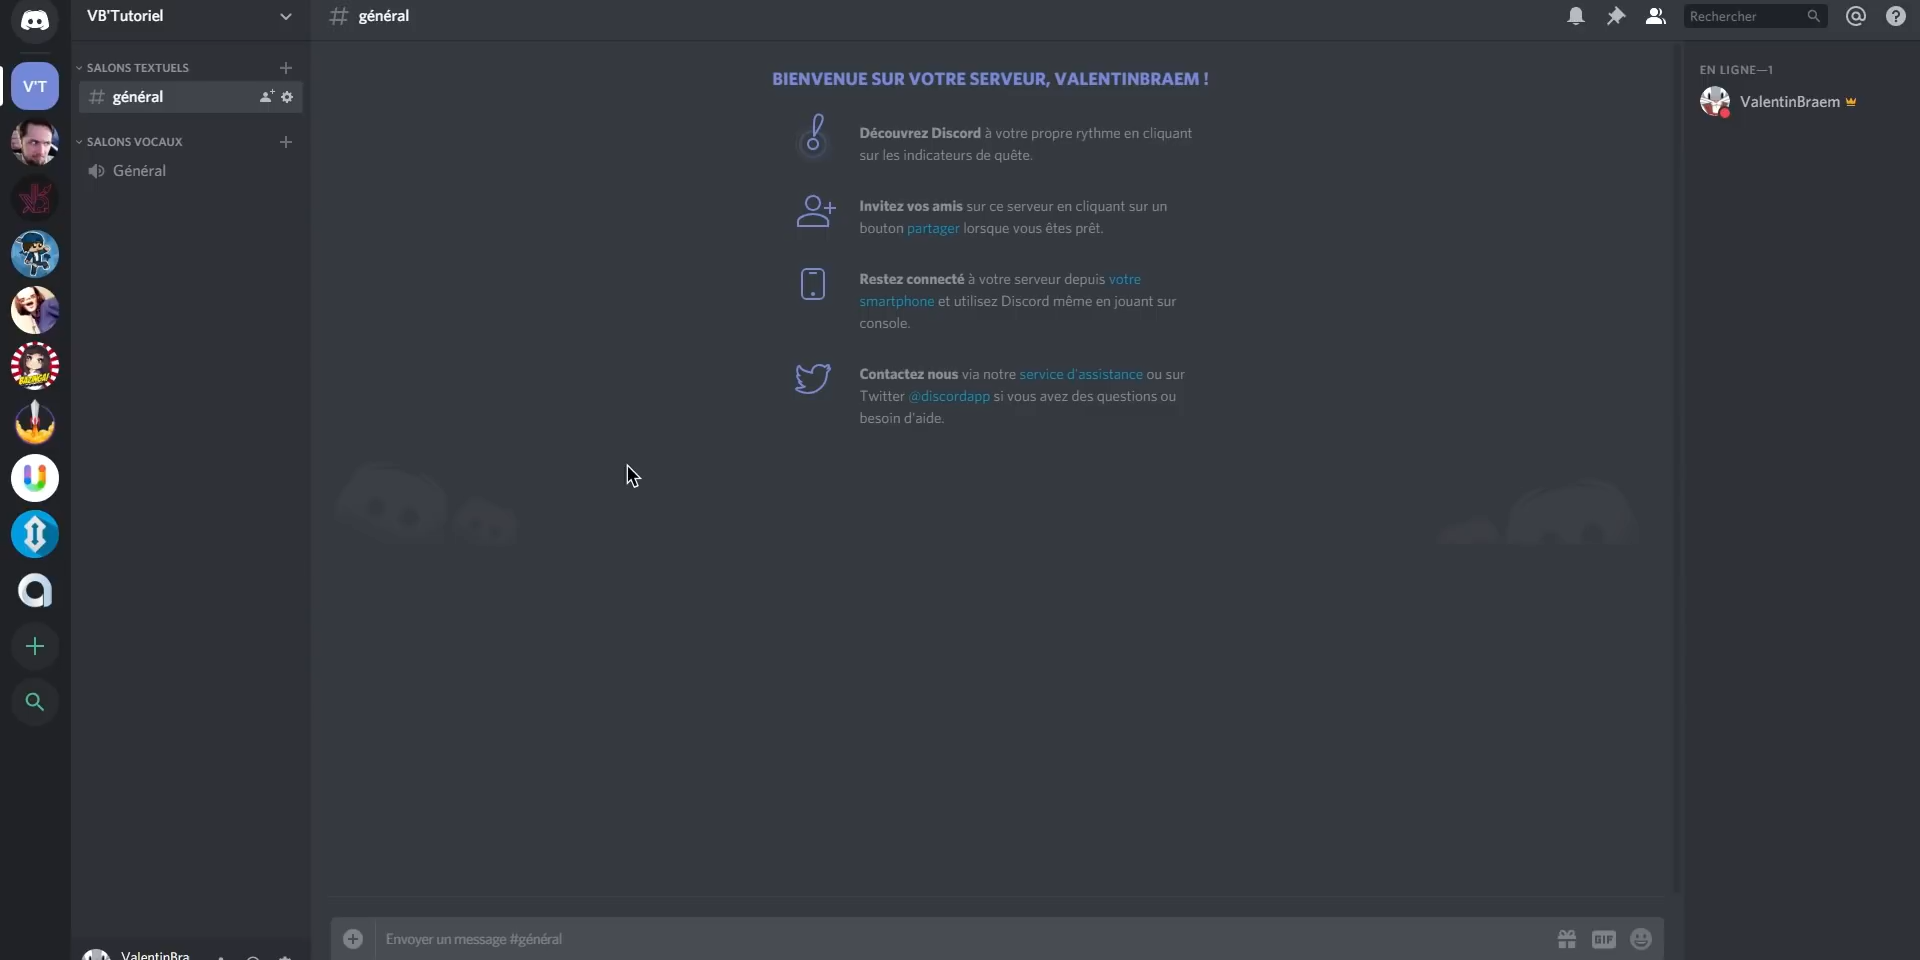 VB'Tutoriel
général
Rechercher
V'T
SALONS TEXTUELS
général
SALONS VOCAUX
Général
BIENVENUE SUR VOTRE SERVEUR, VALENTINBRAEM !
Découvrez Discord à votre propre rythme en cliquant
sur les indicateurs de quête.
Invitez vos amis sur ce serveur en cliquant sur un
bouton partager lorsque vous êtes prêt.
Restez connecté à votre serveur depuis votre
smartphone et utilisez Discord même en jouant sur
console.
Contactez nous via notre service d'assistance ou sur
Twitter @discordapp si vous avez des questions ou
besoin d'aide.
EN LIGNE—1
ValentinBraem
BAZINGA!
Envoyer un message #général
GIF
ValentinBra